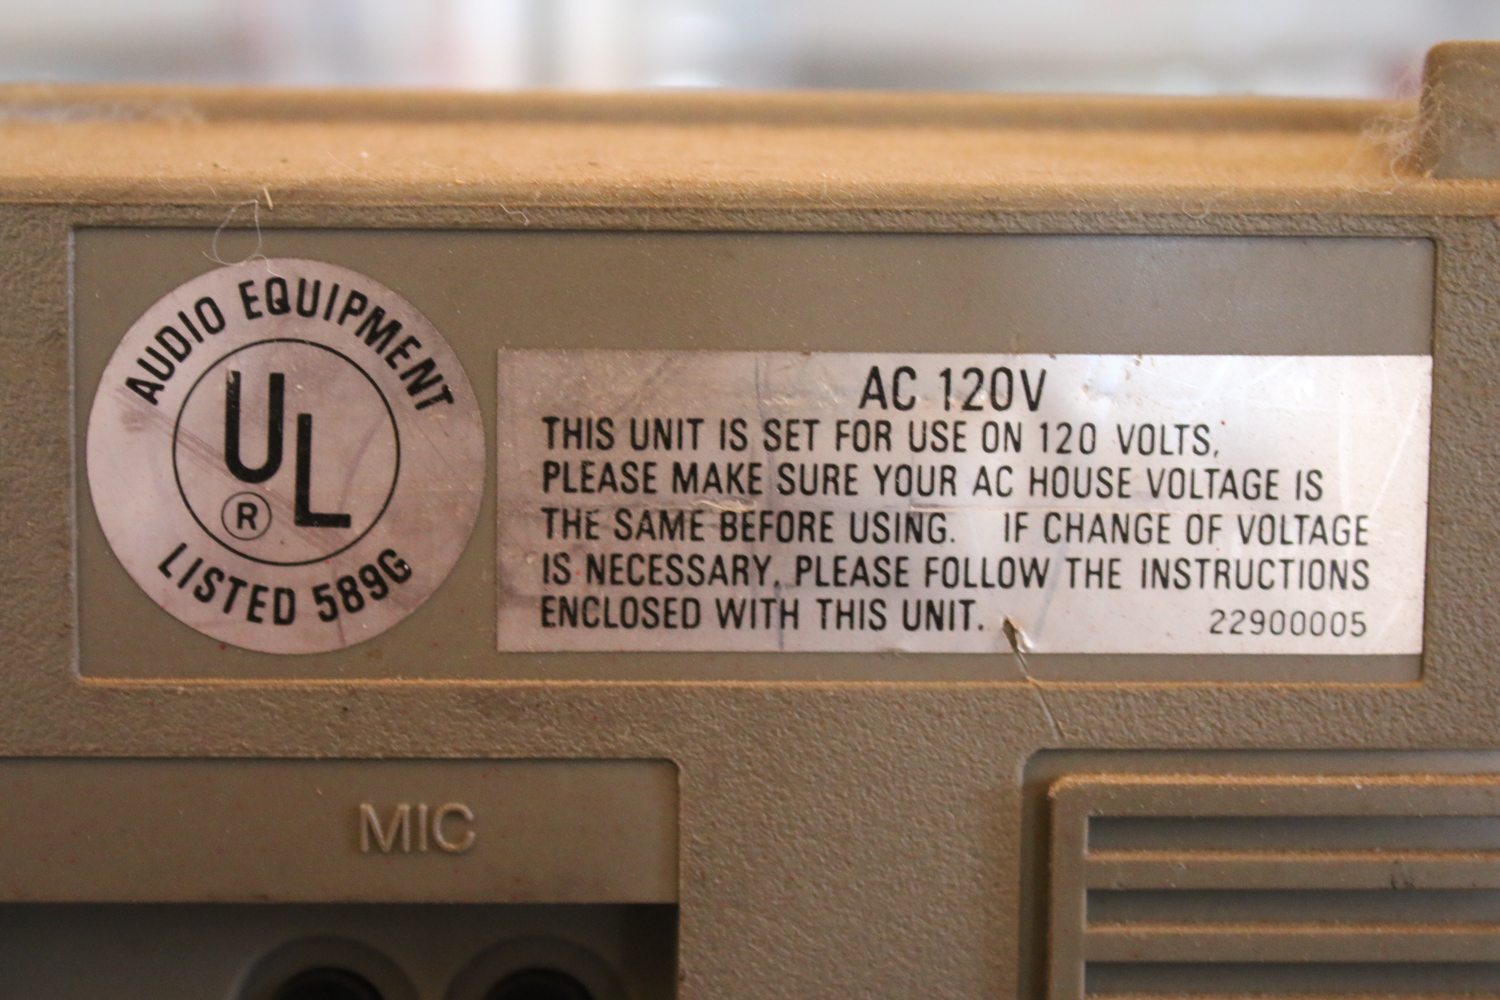 AUDIO EQUIPMENT
UL
®
LISTED 589G
AC 120V
THIS UNIT IS SET FOR USE ON 120 VOLTS,
PLEASE MAKE SURE YOUR AC HOUSE VOLTAGE IS
THE SAME BEFORE USING. IF CHANGE OF VOLTAGE
IS NECESSARY, PLEASE FOLLOW THE INSTRUCTIONS
ENCLOSED WITH THIS UNIT. 22900005
MIC